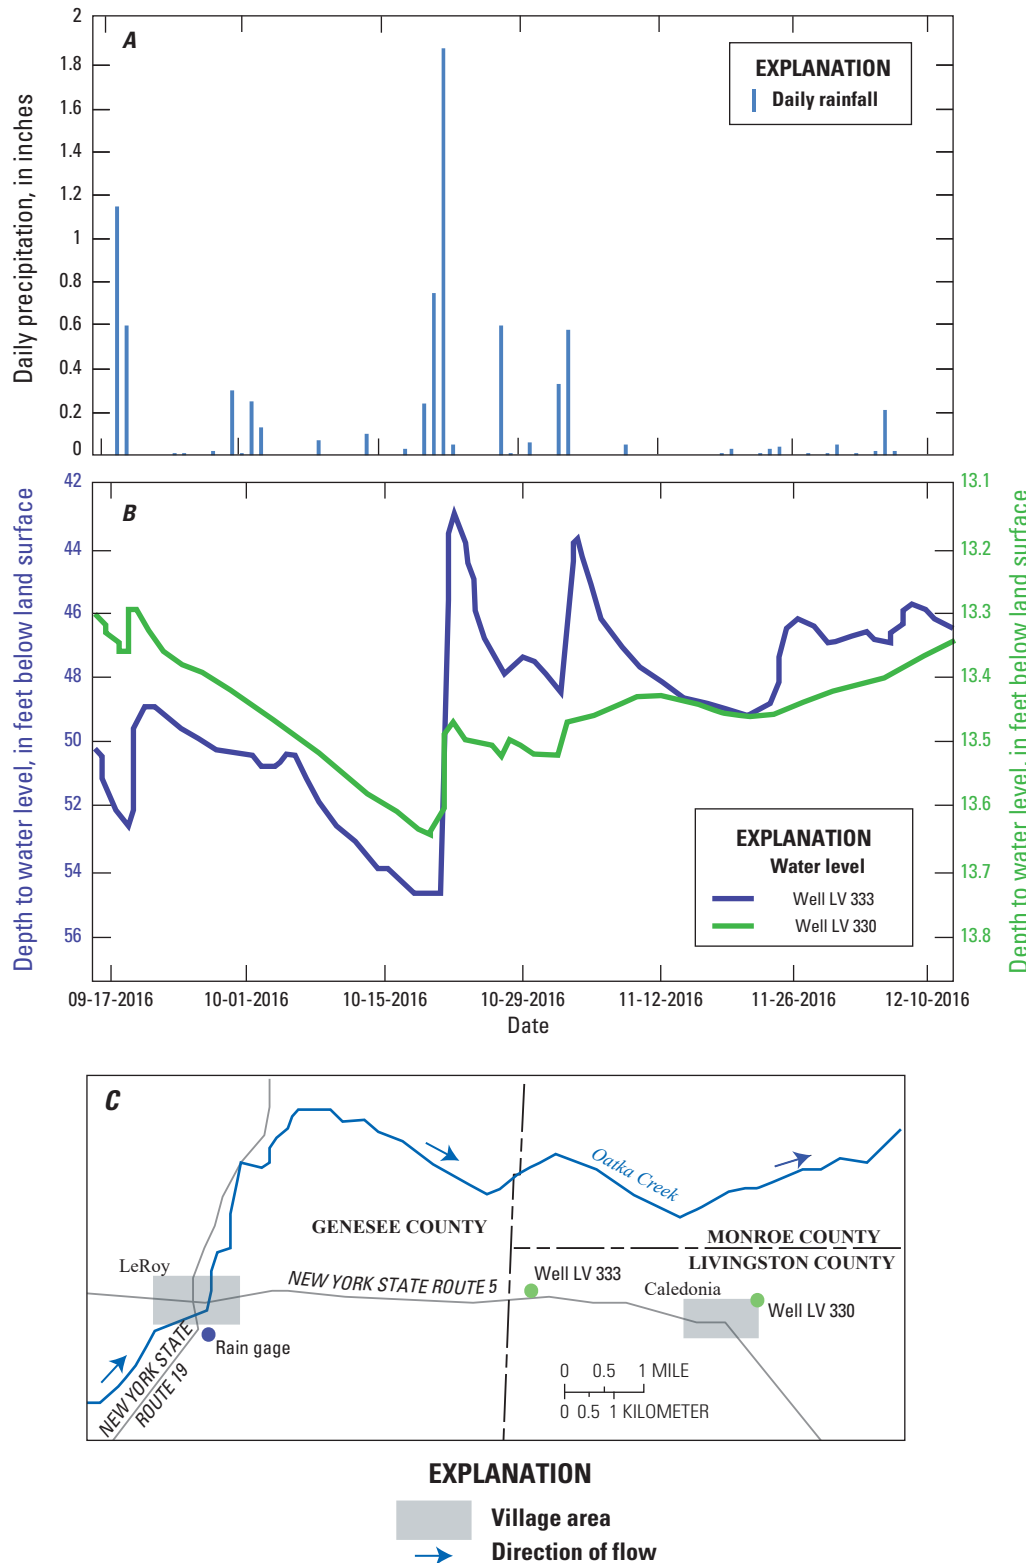 A
Daily precipitation, in inches
2
1.8
1.6
1.4
1.2
1
0.8
0.6
0.4
0.2
0
EXPLANATION
Daily rainfall
B
Depth to water level, in feet below land surface
42
44
46
48
50
52
54
56
13.1
13.2
13.3
13.4
13.5
13.6
13.7
13.8
Depth to water level, in feet below land surface
EXPLANATION
Water level
Well LV 333
Well LV 330
09-17-2016 10-01-2016 10-15-2016 10-29-2016 11-12-2016 11-26-2016 12-10-2016
Date
C
Oatka Creek
GENESEE COUNTY
MONROE COUNTY
LIVINGSTON COUNTY
LeRoy
NEW YORK STATE ROUTE 5
Well LV 333
Caledonia
Well LV 330
Rain gage
NEW YORK STATE
ROUTE 19
0 0.5 1 MILE
0 0.5 1 KILOMETER
EXPLANATION
Village area
Direction of flow